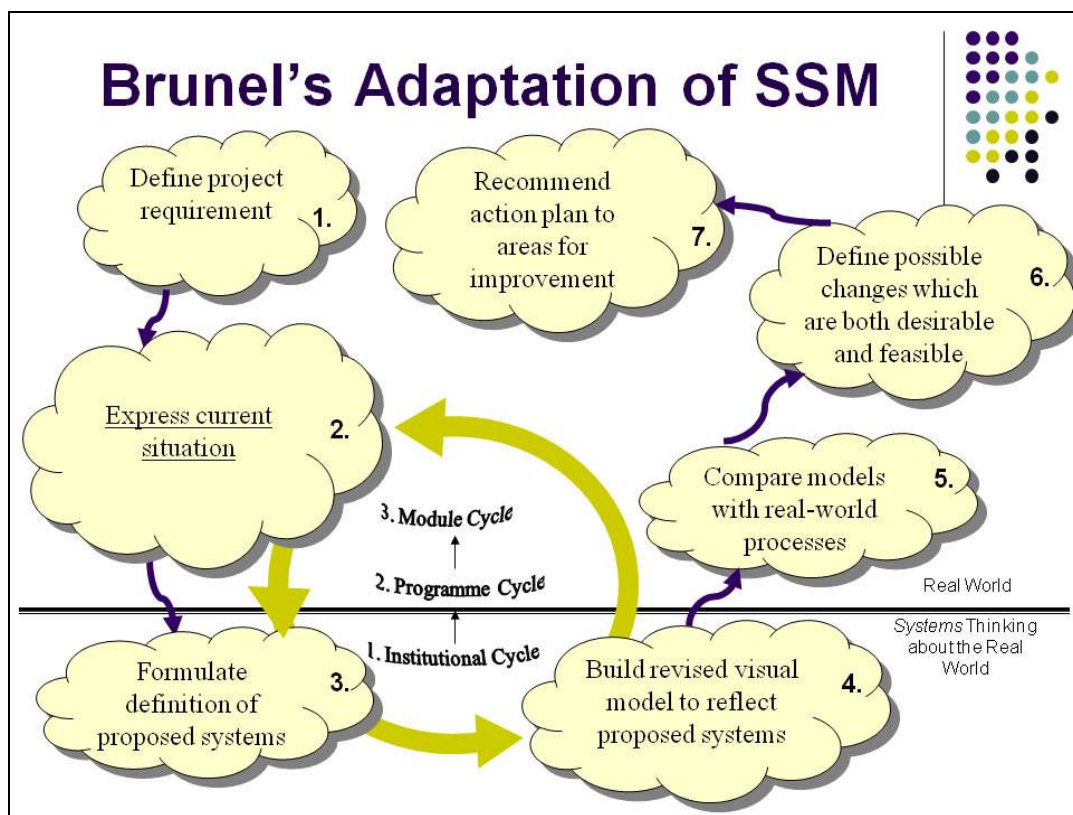 Brunel's Adaptation of SSM
Define project
requirement
1.
Express current
situation
2.
Formulate
definition of
proposed systems
3.
Build revised visual
model to reflect
proposed systems
4.
Compare models
with real-world
processes
5.
Define possible
changes which
are both desirable
and feasible
6.
Recommend
action plan to
areas for
improvement
7.
3. Module Cycle
2. Programme Cycle
1. Institutional Cycle
Real World
Systems Thinking
about the Real
World